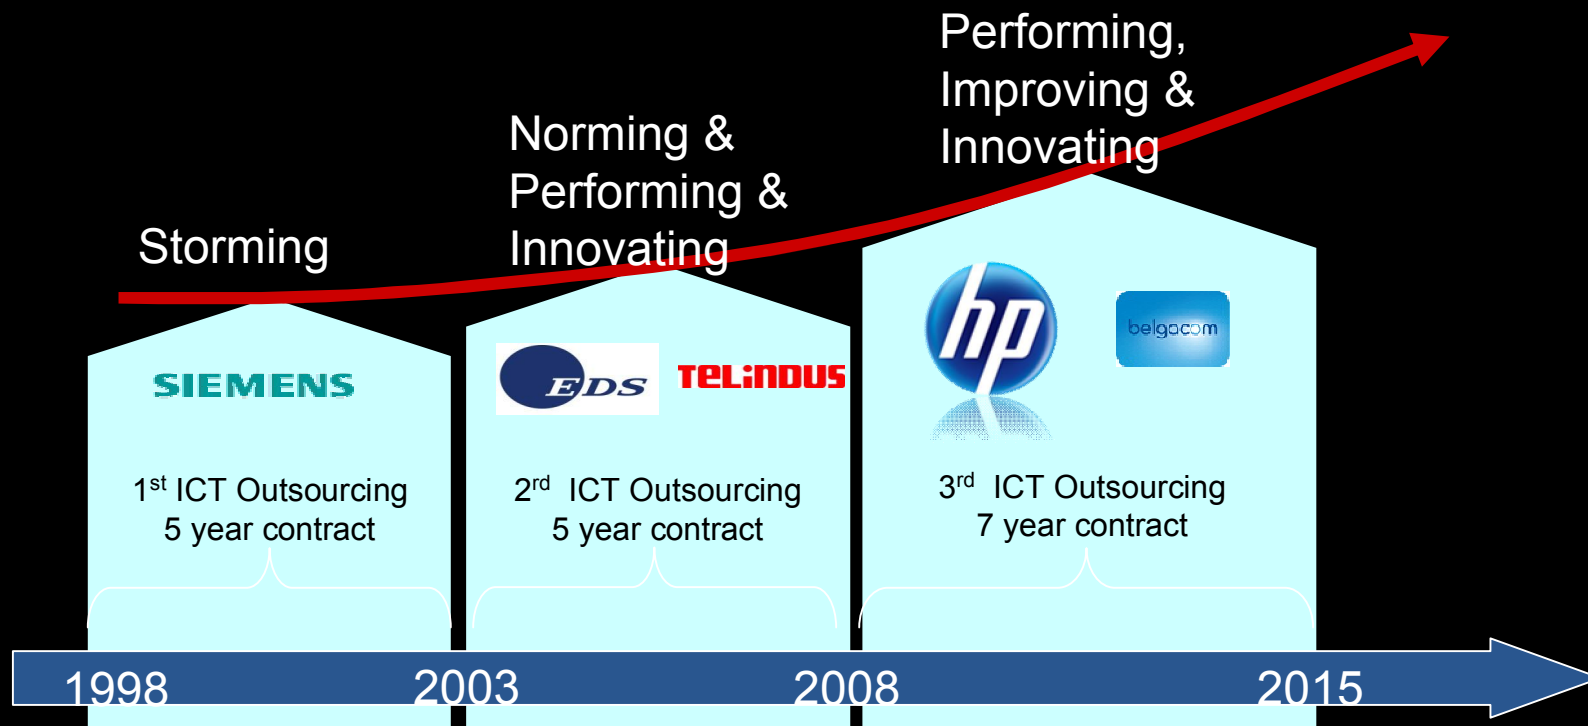 Performing,
Improving &
Innovating
Norming &
Performing &
Innovating
Storming
SIEMENS
EDS
TELINDUS
hp
belgacom
1st ICT Outsourcing
5 year contract
2rd ICT Outsourcing
5 year contract
3rd ICT Outsourcing
7 year contract
1998
2003
2008
2015